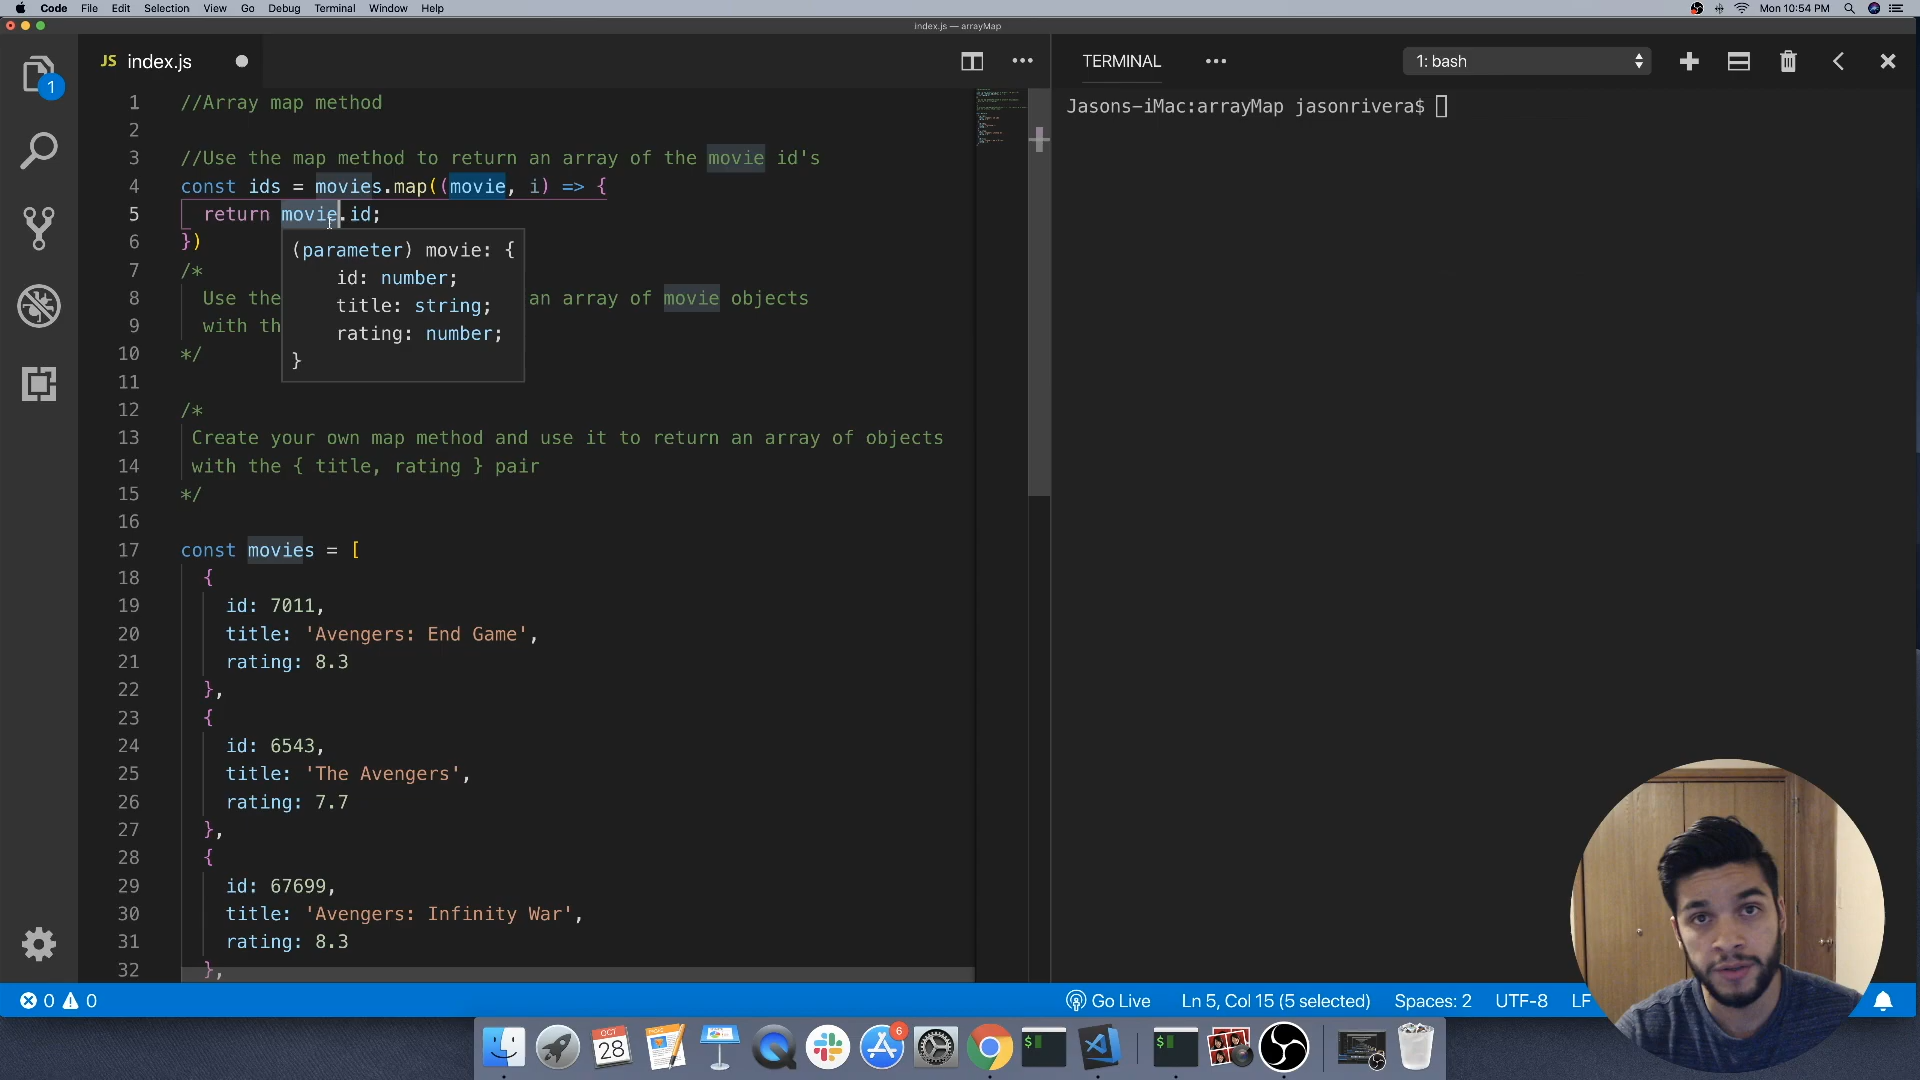 Code File Edit Selection View Go Debug Terminal Window Help
Mon 10:54 PM
index.js — arrayMap
JS index.js
TERMINAL
1: bash
1
1 //Array map method
2
3 //Use the map method to return an array of the movie id's
4 const ids = movies.map((movie, i) => {
5 return movie.id;
6 })
7 /*
8 Use the an array of movie objects
9 with th
10 */
11
12 /*
13 Create your own map method and use it to return an array of objects
14 with the { title, rating } pair
15 */
16
17 const movies = [
18 {
19 id: 7011,
20 title: 'Avengers: End Game',
21 rating: 8.3
22 },
23 {
24 id: 6543,
25 title: 'The Avengers',
26 rating: 7.7
27 },
28 {
29 id: 67699,
30 title: 'Avengers: Infinity War',
31 rating: 8.3
32 },
(parameter) movie: {
id: number;
title: string;
rating: number;
}
Jasons-iMac:arrayMap jasonrivera$
0 0
Go Live
Ln 5, Col 15 (5 selected)
Spaces: 2
UTF-8
LF
OCT
28
6
$
$